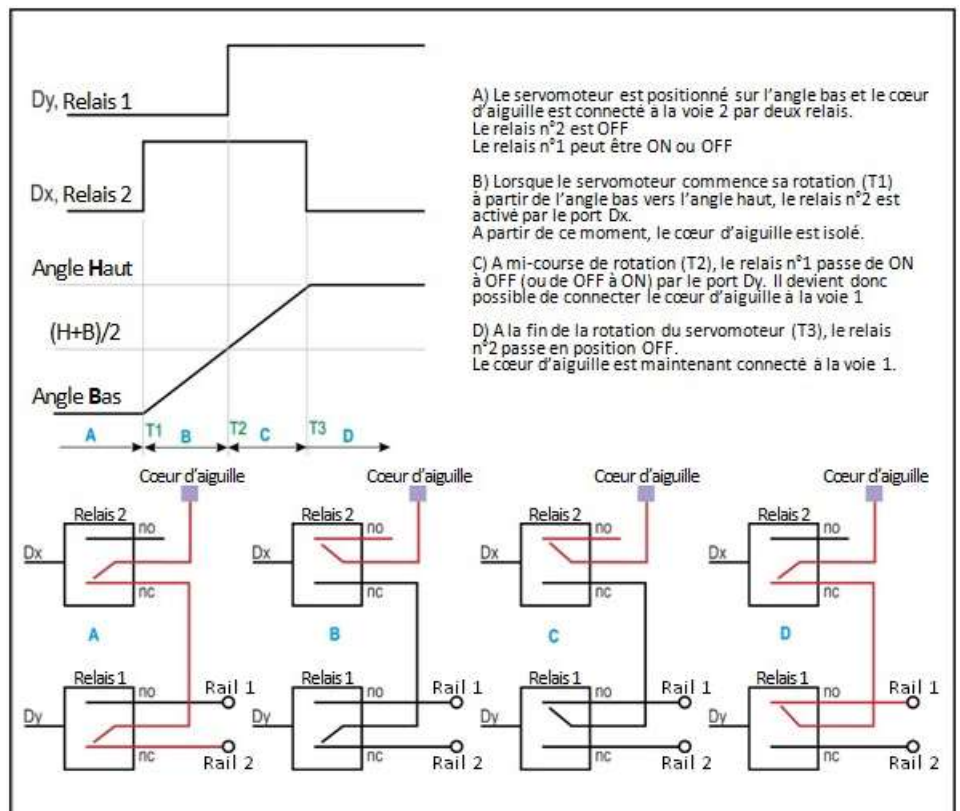 Dy, Relais 1
Dx, Relais 2
Angle Haut
(H+B)/2
Angle Bas
A T1 B T2 C T3 D
A) Le servomoteur est positionné sur l'angle bas et le cœur
d'aiguille est connecté à la voie 2 par deux relais.
Le relais n°2 est OFF
Le relais n°1 peut être ON ou OFF
B) Lorsque le servomoteur commence sa rotation (T1)
à partir de l'angle bas vers l'angle haut, le relais n°2 est
activé par le port Dx.
A partir de ce moment, le cœur d'aiguille est isolé.
C) A mi-course de rotation (T2), le relais n°1 passe de ON
à OFF (ou de OFF à ON) par le port Dy. Il devient donc
possible de connecter le cœur d'aiguille à la voie 1
D) A la fin de la rotation du servomoteur (T3), le relais
n°2 passe en position OFF.
Le cœur d'aiguille est maintenant connecté à la voie 1.
Cœur d'aiguille Cœur d'aiguille Cœur d'aiguille Cœur d'aiguille
Relais 2 Relais 2 Relais 2 Relais 2
no no no no
Dx Dx Dx Dx
nc nc nc nc
A B C D
Relais 1 Relais 1 Relais 1 Relais 1
no Rail 1 no Rail 1 no Rail 1 no Rail 1
Dy Dy Dy Dy
nc Rail 2 nc Rail 2 nc Rail 2 nc Rail 2